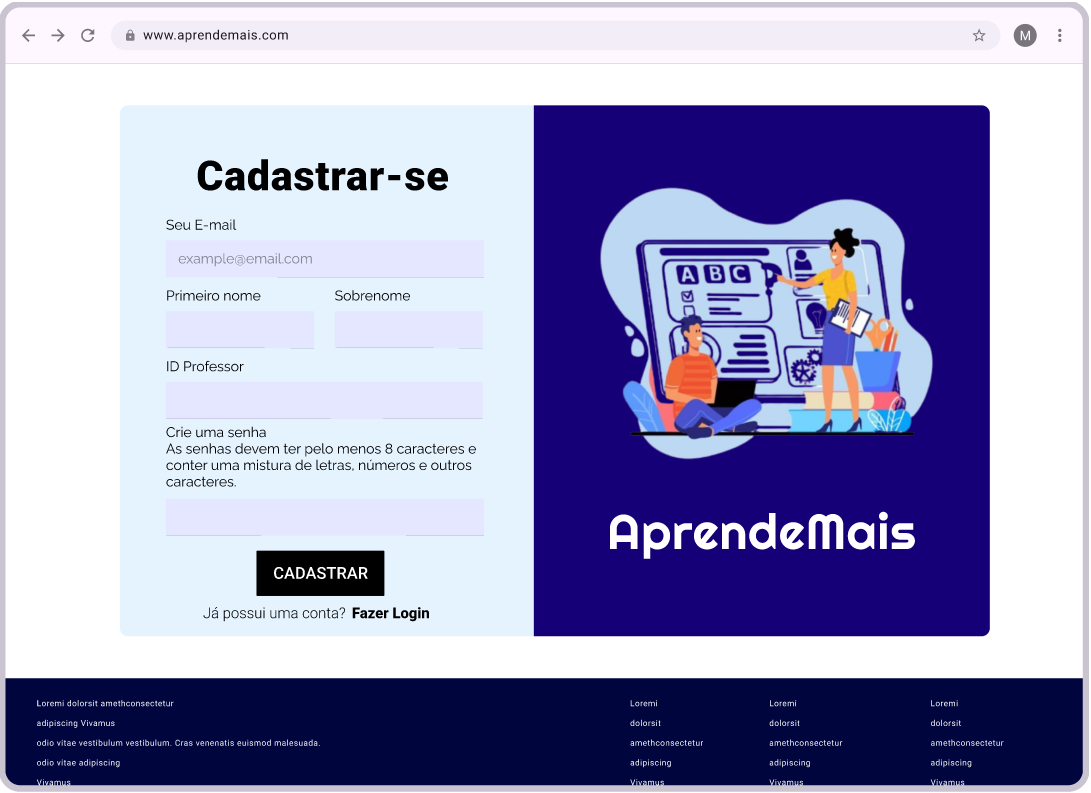 www.aprendemais.com
M
Cadastrar-se
Seu E-mail
example@email.com
Primeiro nome
Sobrenome
ID Professor
Crie uma senha
As senhas devem ter pelo menos 8 caracteres e
conter uma mistura de letras, números e outros
caracteres.
CADASTRAR
Já possui uma conta? Fazer Login
ABC
AprendeMais
Loremi dolorsit amethconsectetur
adipiscing Vivamus
odio vitae vestibulum vestibulum. Cras venenatis euismod malesuada.
odio vitae adipiscing
Vivamus
Loremi
dolorsit
amethconsectetur
adipiscing
Vivamus
Loremi
dolorsit
amethconsectetur
adipiscing
Vivamus
Loremi
dolorsit
amethconsectetur
adipiscing
Vivamus